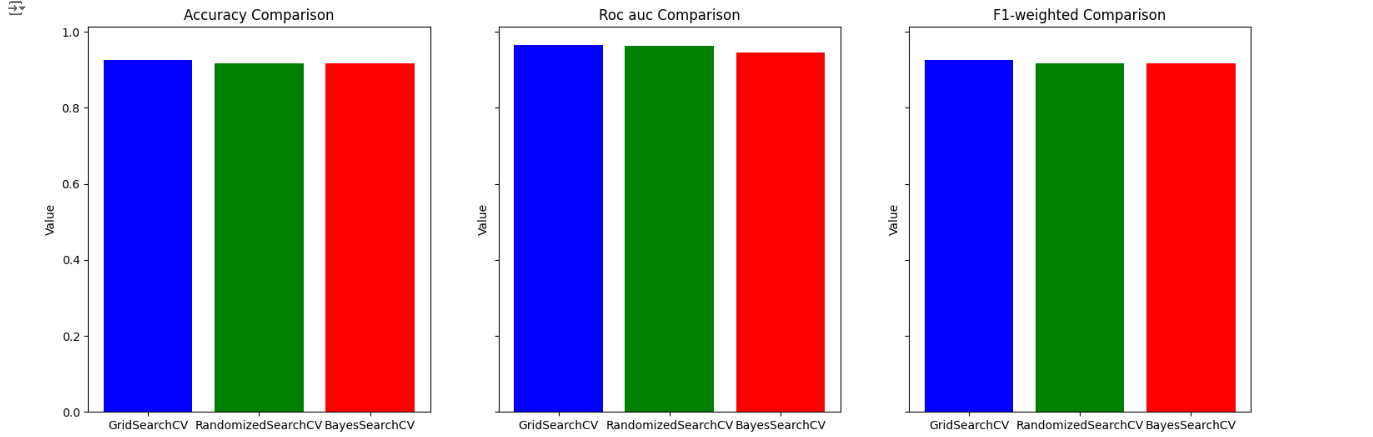 Accuracy Comparison
Roc auc Comparison
F1-weighted Comparison
1.0
0.8
0.6
0.4
0.2
0.0
Value
Value
Value
GridSearchCV RandomizedSearchCV BayesSearchCV
GridSearchCV RandomizedSearchCV BayesSearchCV
GridSearchCV RandomizedSearchCV BayesSearchCV